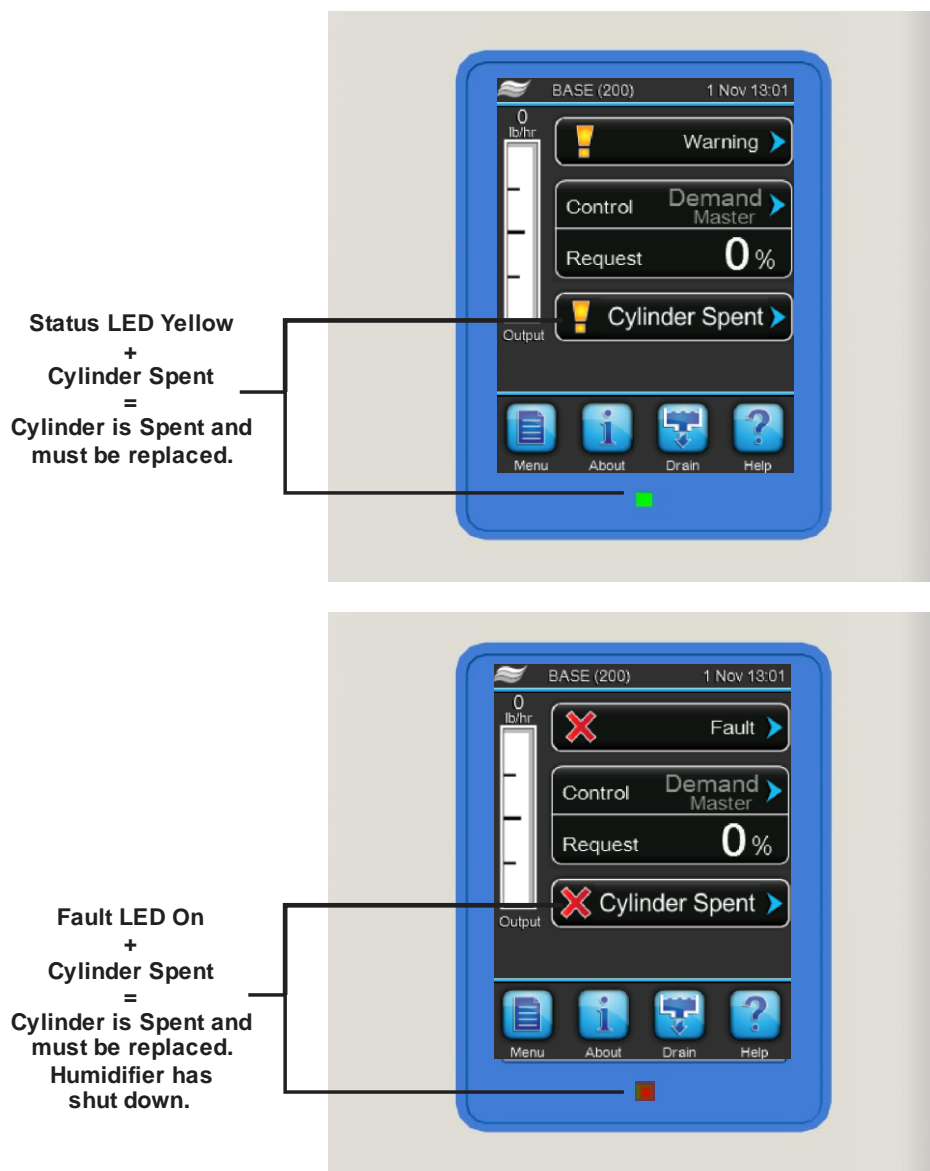 BASE (200) 1 Nov 13:01
0
lb/hr
Warning
Control Demand
Master
Request 0 %
Cylinder Spent
Output
Menu About Drain Help
Status LED Yellow
+
Cylinder Spent
=
Cylinder is Spent and
must be replaced.
BASE (200) 1 Nov 13:01
0
lb/hr
Fault
Control Demand
Master
Request 0 %
Cylinder Spent
Output
Menu About Drain Help
Fault LED On
+
Cylinder Spent
=
Cylinder is Spent and
must be replaced.
Humidifier has
shut down.